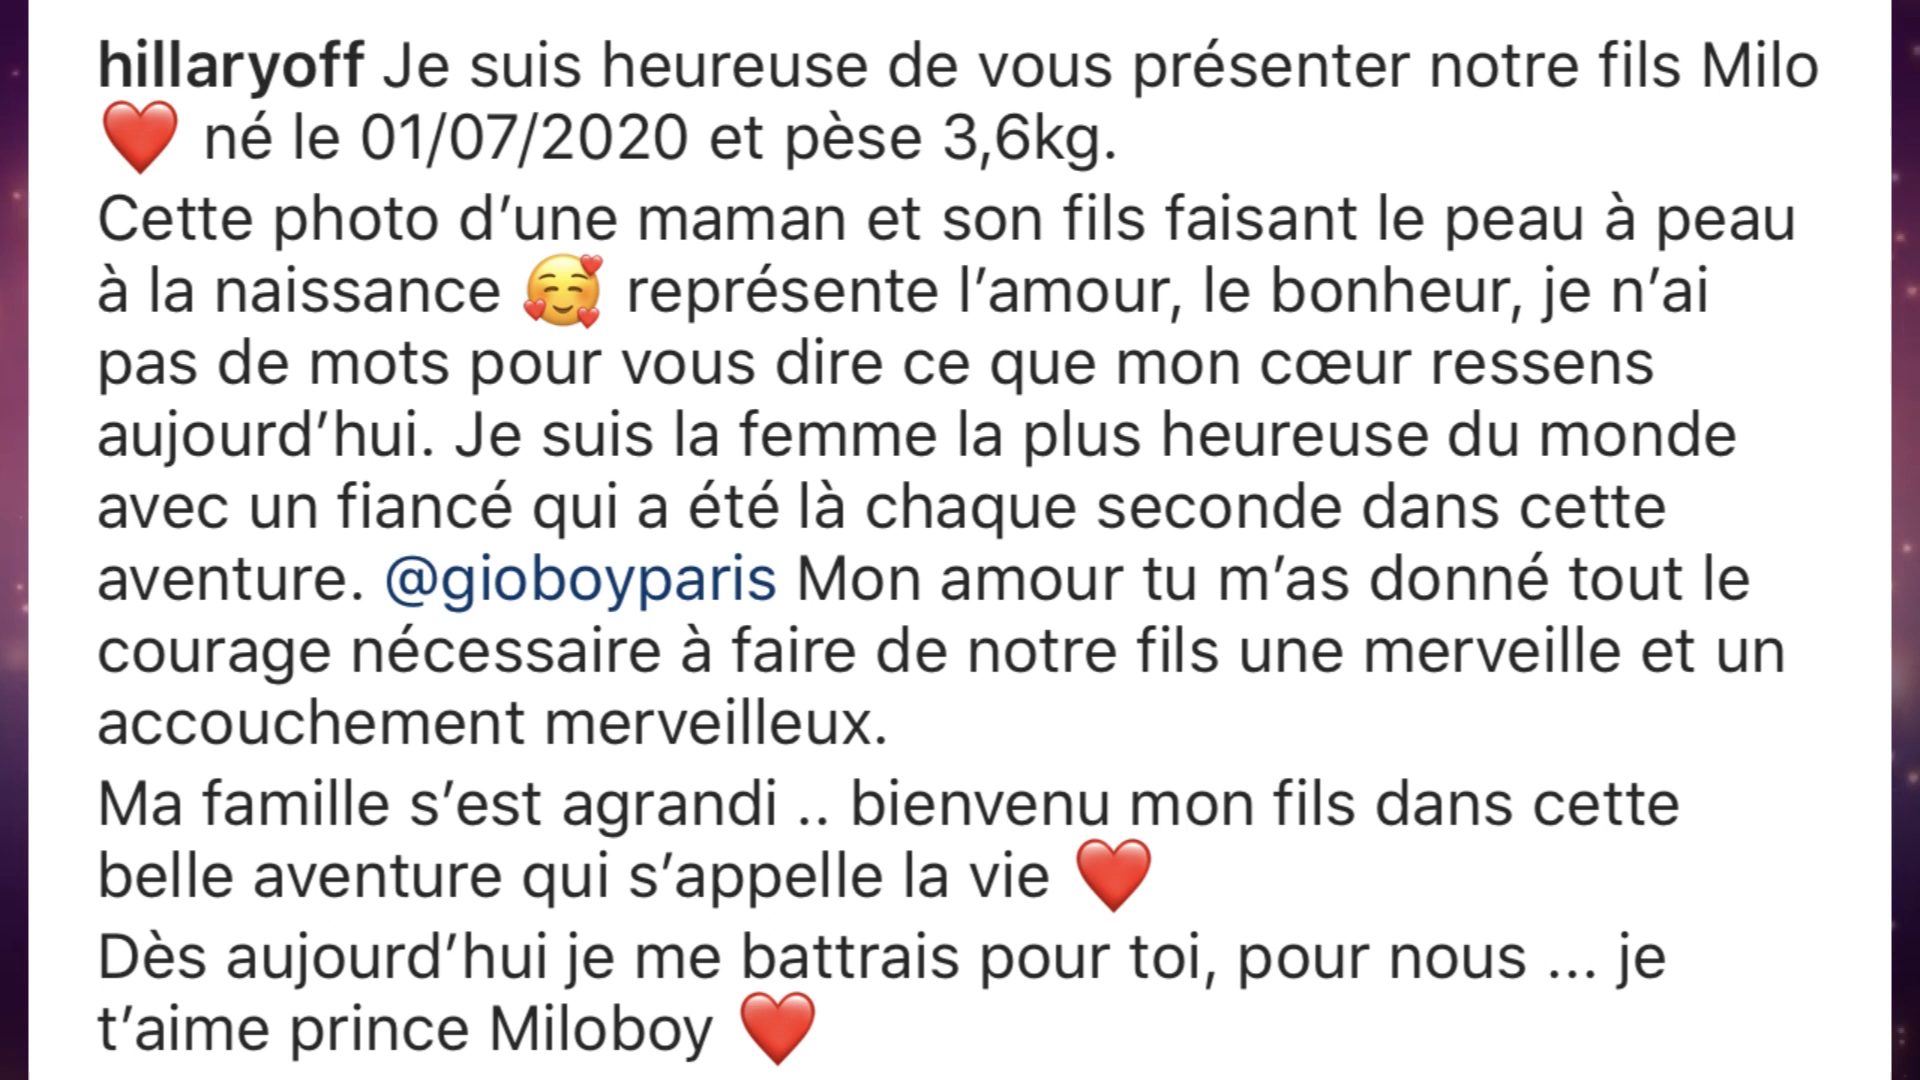 hillaryoff Je suis heureuse de vous présenter notre fils Milo
❤️ né le 01/07/2020 et pèse 3,6kg.
Cette photo d’une maman et son fils faisant le peau à peau
à la naissance 🥰 représente l’amour, le bonheur, je n’ai
pas de mots pour vous dire ce que mon cœur ressens
aujourd’hui. Je suis la femme la plus heureuse du monde
avec un fiancé qui a été là chaque seconde dans cette
aventure. @gioboyparis Mon amour tu m’as donné tout le
courage nécessaire à faire de notre fils une merveille et un
accouchement merveilleux.
Ma famille s’est agrandi .. bienvenu mon fils dans cette
belle aventure qui s’appelle la vie ❤️
Dès aujourd’hui je me battrais pour toi, pour nous ... je
t’aime prince Miloboy ❤️